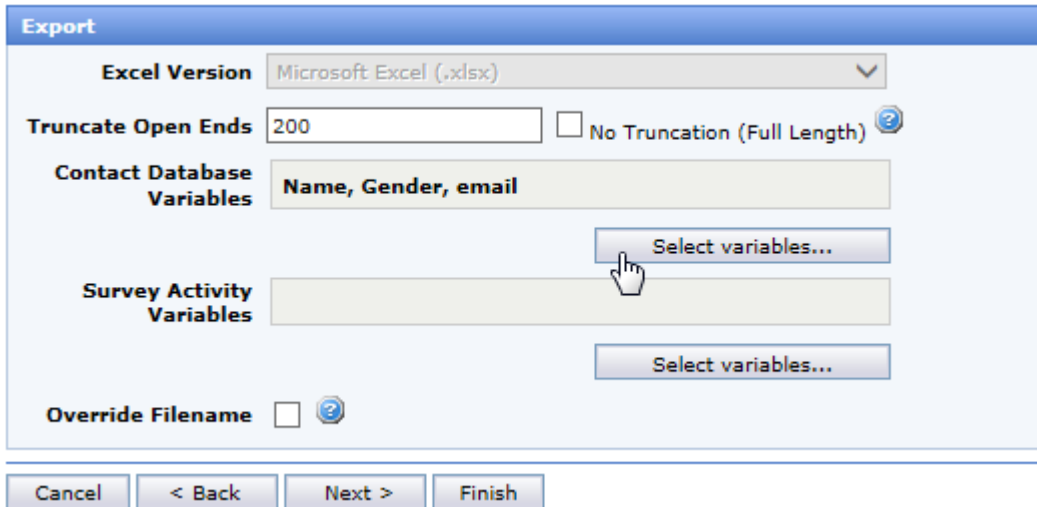 Export
Excel Version Microsoft Excel (.xlsx)
Truncate Open Ends 200 No Truncation (Full Length)
Contact Database
Variables
Name, Gender, email
Select variables...
Survey Activity
Variables
Select variables...
Override Filename
Cancel < Back Next > Finish